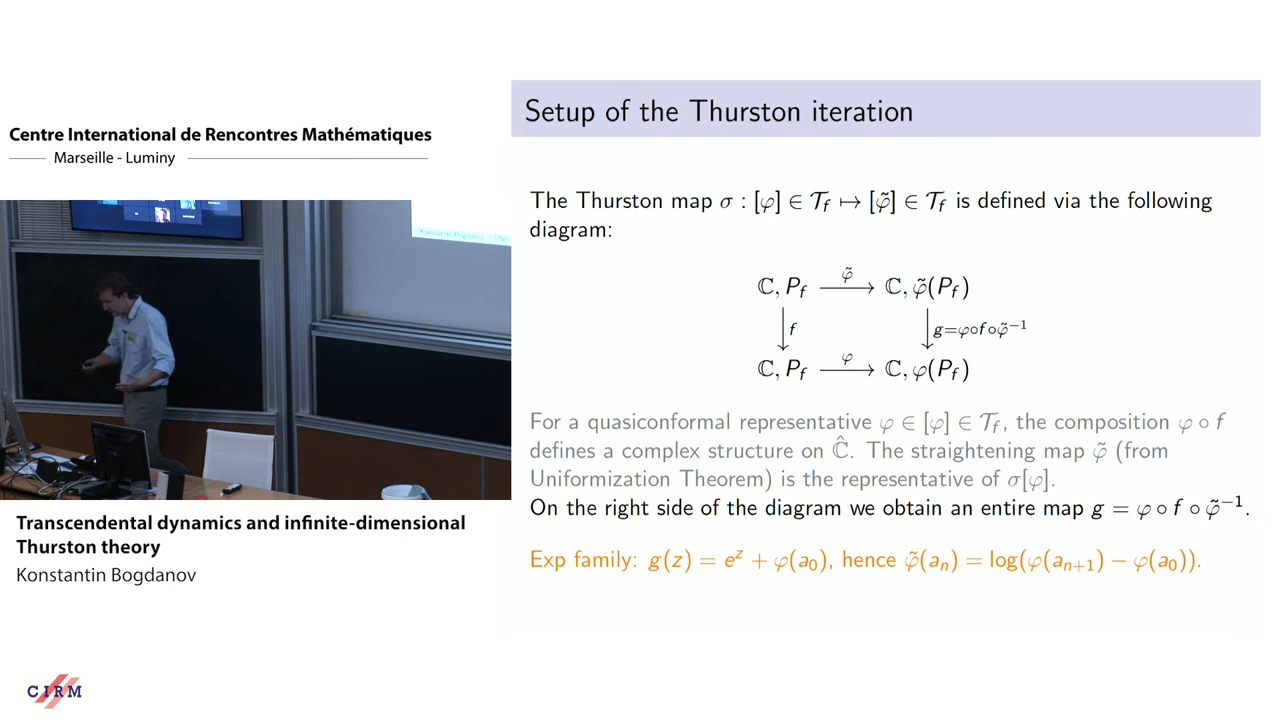 Centre International de Rencontres Mathématiques
Marseille - Luminy
Setup of the Thurston iteration
The Thurston map σ : [φ] ∈ 𝒯_f ↦ [φ̃] ∈ 𝒯_f is defined via the following
diagram:
φ̃
ℂ, P_f ⟶ ℂ, φ̃(P_f)
f
g=φ∘f∘φ̃⁻¹
φ
ℂ, P_f ⟶ ℂ, φ(P_f)
For a quasiconformal representative φ ∈ [φ] ∈ 𝒯_f, the composition φ ∘ f
defines a complex structure on Ĉ. The straightening map φ̃ (from
Uniformization Theorem) is the representative of σ[φ].
On the right side of the diagram we obtain an entire map g = φ ∘ f ∘ φ̃⁻¹.
Exp family: g(z) = e^z + φ(a₀), hence φ̃(a_n) = log(φ(a_{n+1}) − φ(a₀)).
Transcendental dynamics and infinite-dimensional
Thurston theory
Konstantin Bogdanov
CIRM